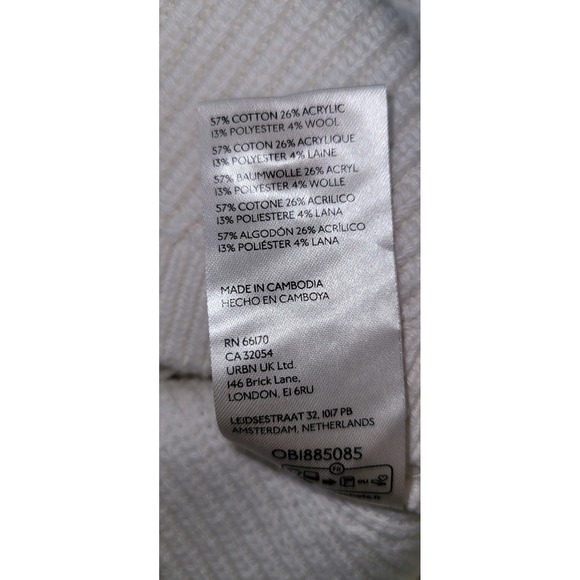 57% COTTON 26% ACRYLIC
13% POLYESTER 4% WOOL
57% COTON 26% ACRYLIQUE
13% POLYESTER 4% LAINE
57% BAUMWOLLE 26% ACRYL
13% POLYESTER 4% WOLLE
57% COTONE 26% ACRILICO
13% POLIESTERE 4% LANA
57% ALGODÓN 26% ACRÍLICO
13% POLIÉSTER 4% LANA
MADE IN CAMBODIA
HECHO EN CAMBOYA
RN 66170
CA 32054
URBN UK Ltd
146 Brick Lane,
LONDON, E1 6RU
LEIDSESTRAAT 32, 1017 PB
AMSTERDAM, NETHERLANDS
OB1885085
FR
ou